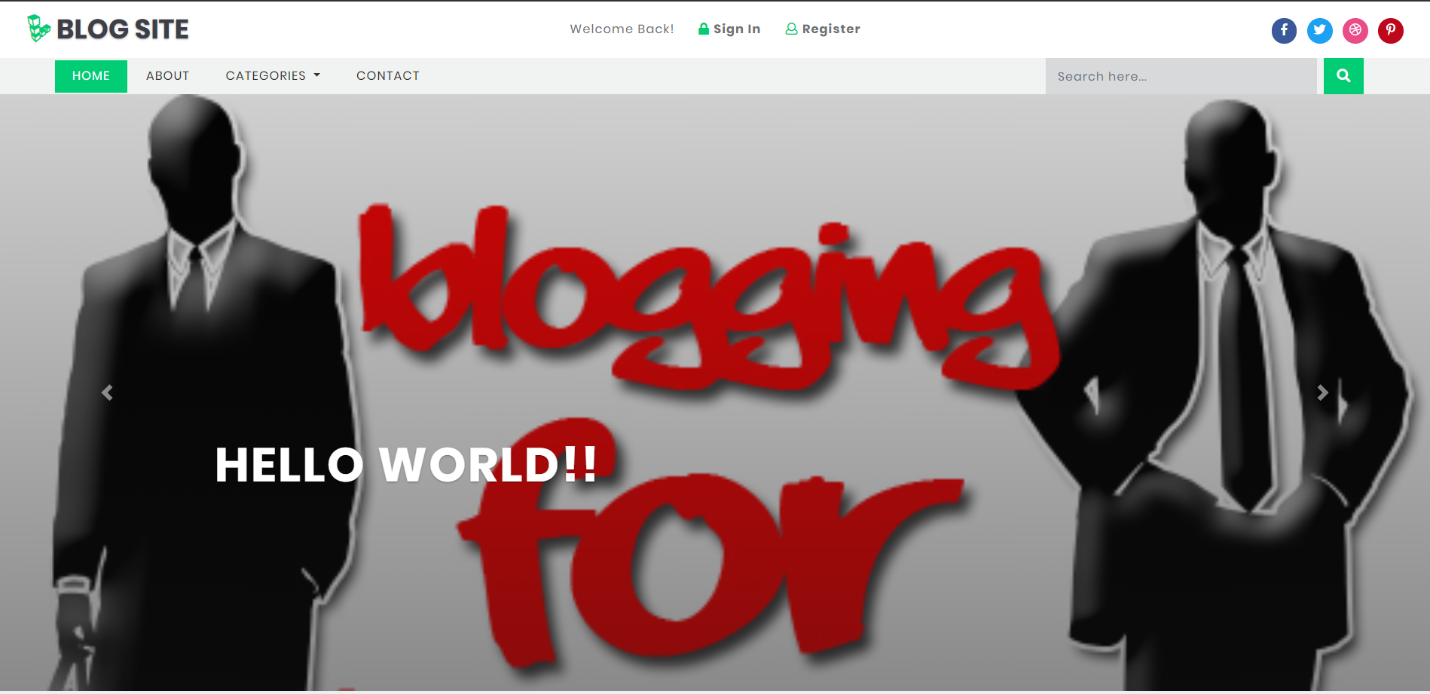 BLOG SITE
Welcome Back! Sign In Register
HOME ABOUT CATEGORIES CONTACT
Search here...
blogging
HELLO WORLD!!
for